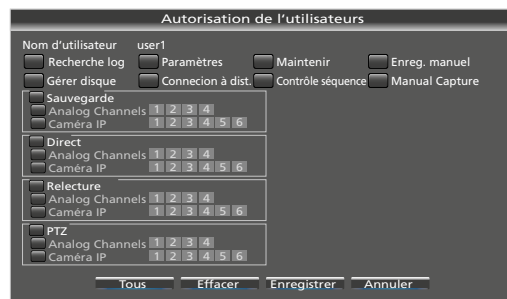 Autorisation de l'utilisateurs
Nom d'utilisateur user1
Recherche log Paramètres Maintenir Enreg. manuel
Gérer disque Connecion à dist. Contrôle séquence Manual Capture
Sauvegarde
Analog Channels 1 2 3 4
Caméra IP 1 2 3 4 5 6
Direct
Analog Channels 1 2 3 4
Caméra IP 1 2 3 4 5 6
Relecture
Analog Channels 1 2 3 4
Caméra IP 1 2 3 4 5 6
PTZ
Analog Channels 1 2 3 4
Caméra IP 1 2 3 4 5 6
Tous Effacer Enregistrer Annuler